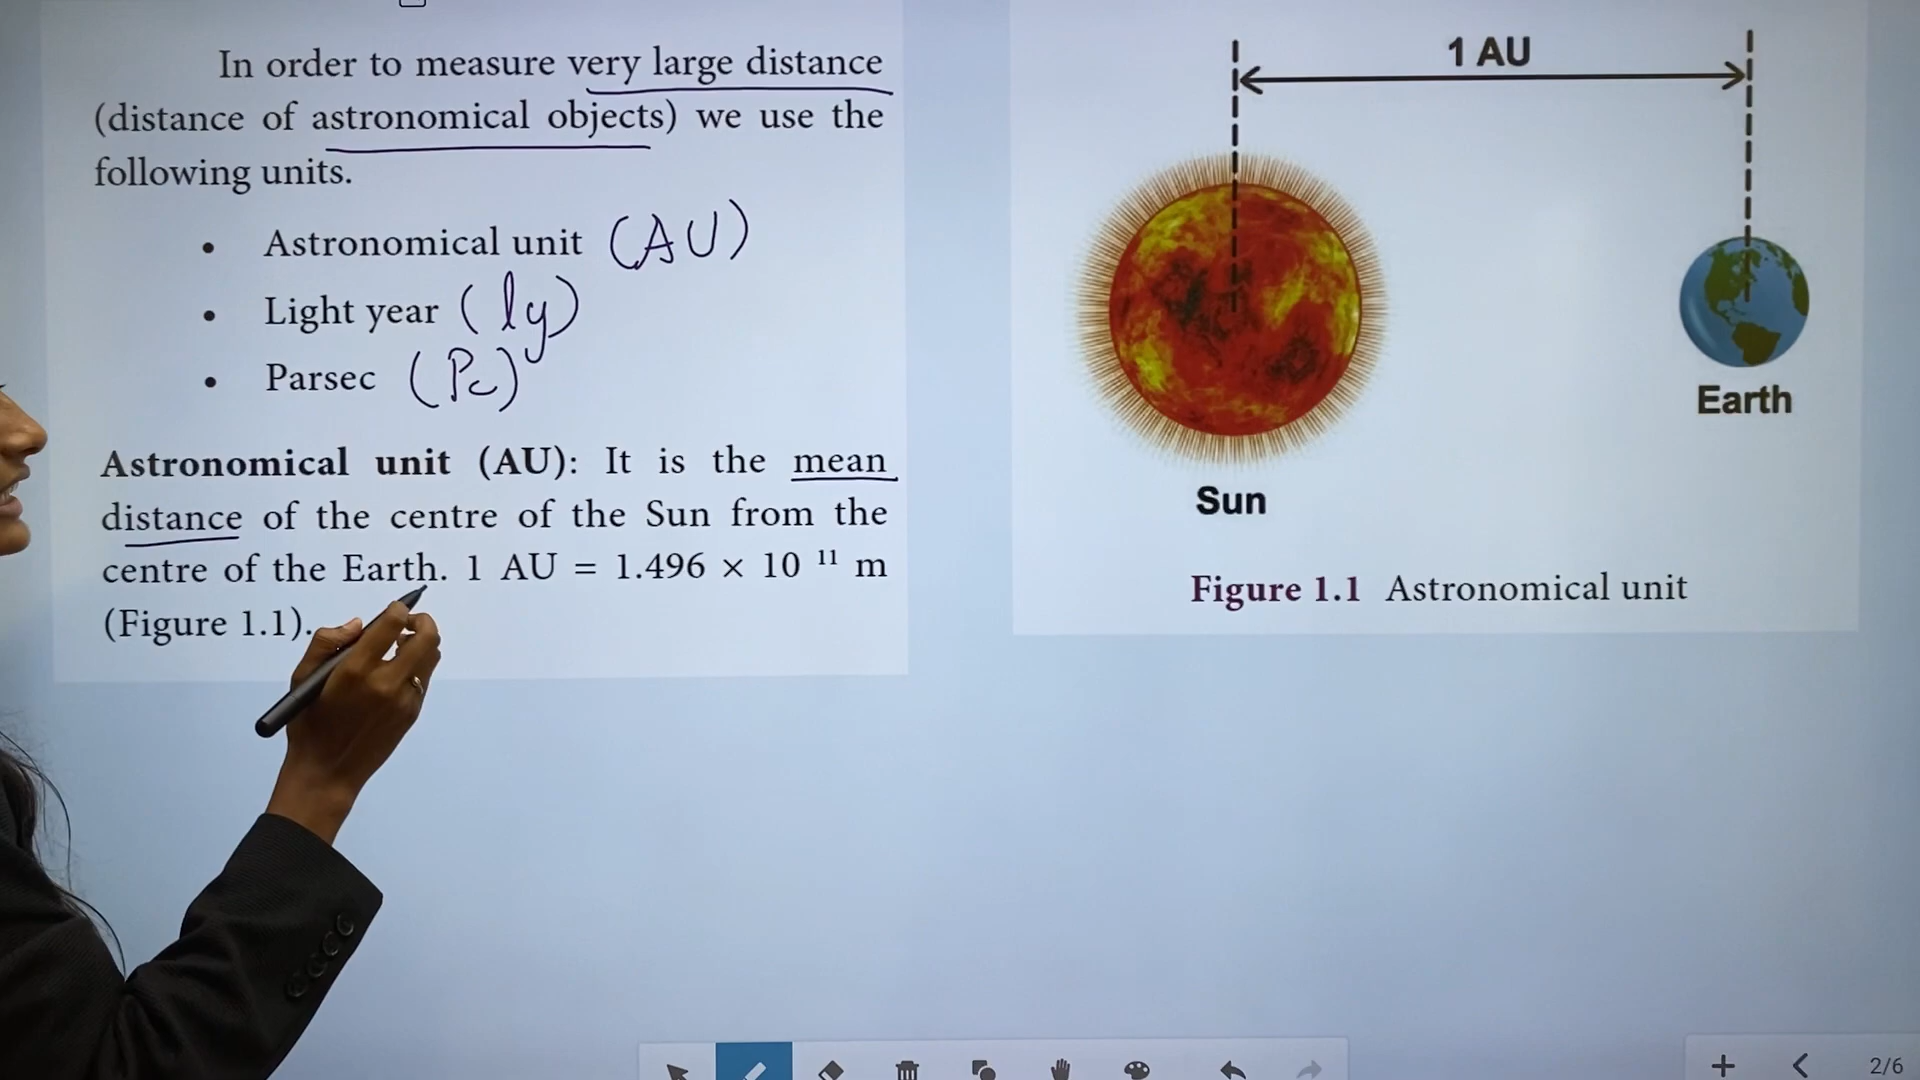 In order to measure very large distance
(distance of astronomical objects) we use the
following units.
• Astronomical unit (AU)
• Light year (ly)
• Parsec (Pc)
Astronomical unit (AU): It is the mean
distance of the centre of the Sun from the
centre of the Earth. 1 AU = 1.496 × 10 ¹¹ m
(Figure 1.1).
1 AU
Earth
Sun
Figure 1.1 Astronomical unit
2/6